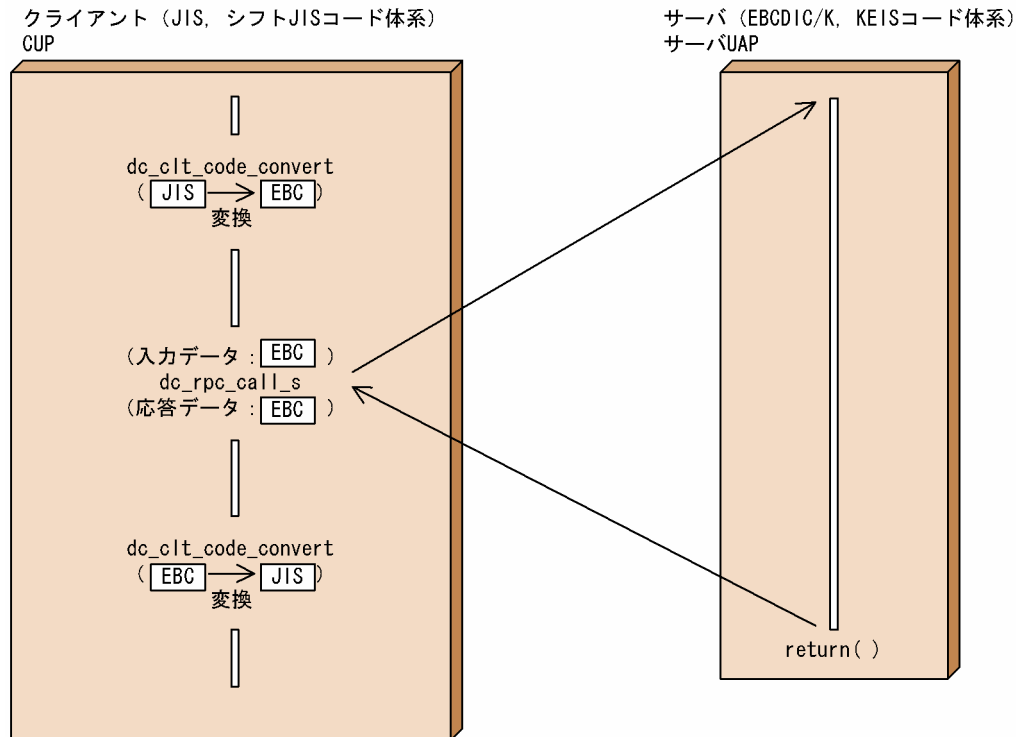 クライアント（JIS，シフトJISコード体系）
CUP
dc_clt_code_convert
（ JIS EBC ）
変換
（入力データ：EBC ）
dc_rpc_call_s
（応答データ：EBC ）
dc_clt_code_convert
（ EBC JIS ）
変換
サーバ（EBCDIC/K，KEISコード体系）
サーバUAP
return( )